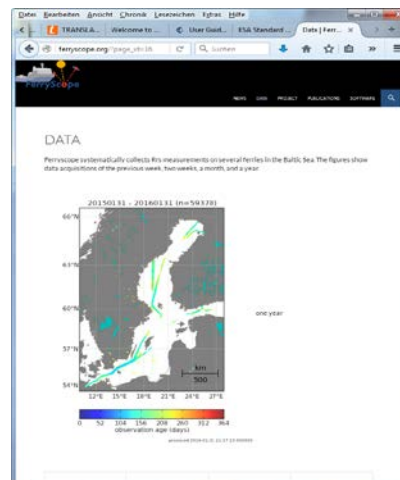 Datei Bearbeiten Ansicht Chronik Lesezeichen Extras Hilfe
TRANSLA... Welcome to ... User Guid... ESA Standard ... Data | Ferr...
ferryscope.org/?page_id=16 Suchen
FerryScope
NEWS DATA PROJECT PUBLICATIONS SOFTWARE
DATA
Ferryscope systematically collects Rrs measurements on several ferries in the Baltic Sea. The figures show
data acquisitions of the previous week, two weeks, a month, and a year.
20150131 - 20160131 (n=59378)
66°N
63°N
60°N
one year
57°N
km
500
54°N
12°E 15°E 18°E 21°E 24°E 27°E
0 52 104 156 208 260 312 364
observation age (days)